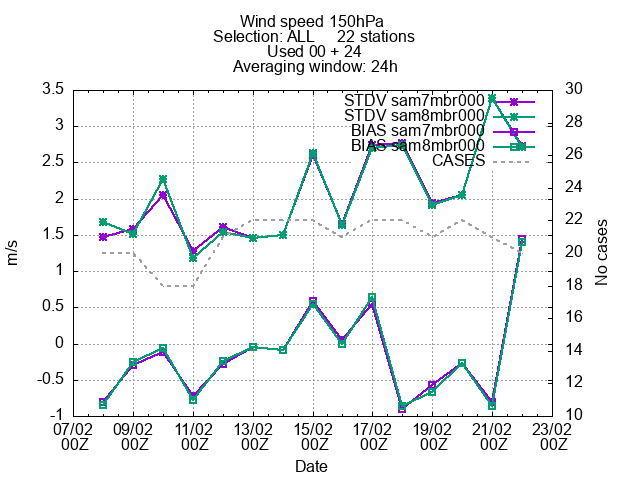 Wind speed 150hPa
Selection: ALL 22 stations
Used 00 + 24
Averaging window: 24h
3.5
3
2.5
2
1.5
1
0.5
0
-0.5
-1
m/s
30
28
26
24
22
20
18
16
14
12
10
No cases
STDV sam7mbr000
STDV sam8mbr000
BIAS sam7mbr000
BIAS sam8mbr000
CASES
07/02 09/02 11/02 13/02 15/02 17/02 19/02 21/02 23/02
00Z 00Z 00Z 00Z 00Z 00Z 00Z 00Z 00Z
Date